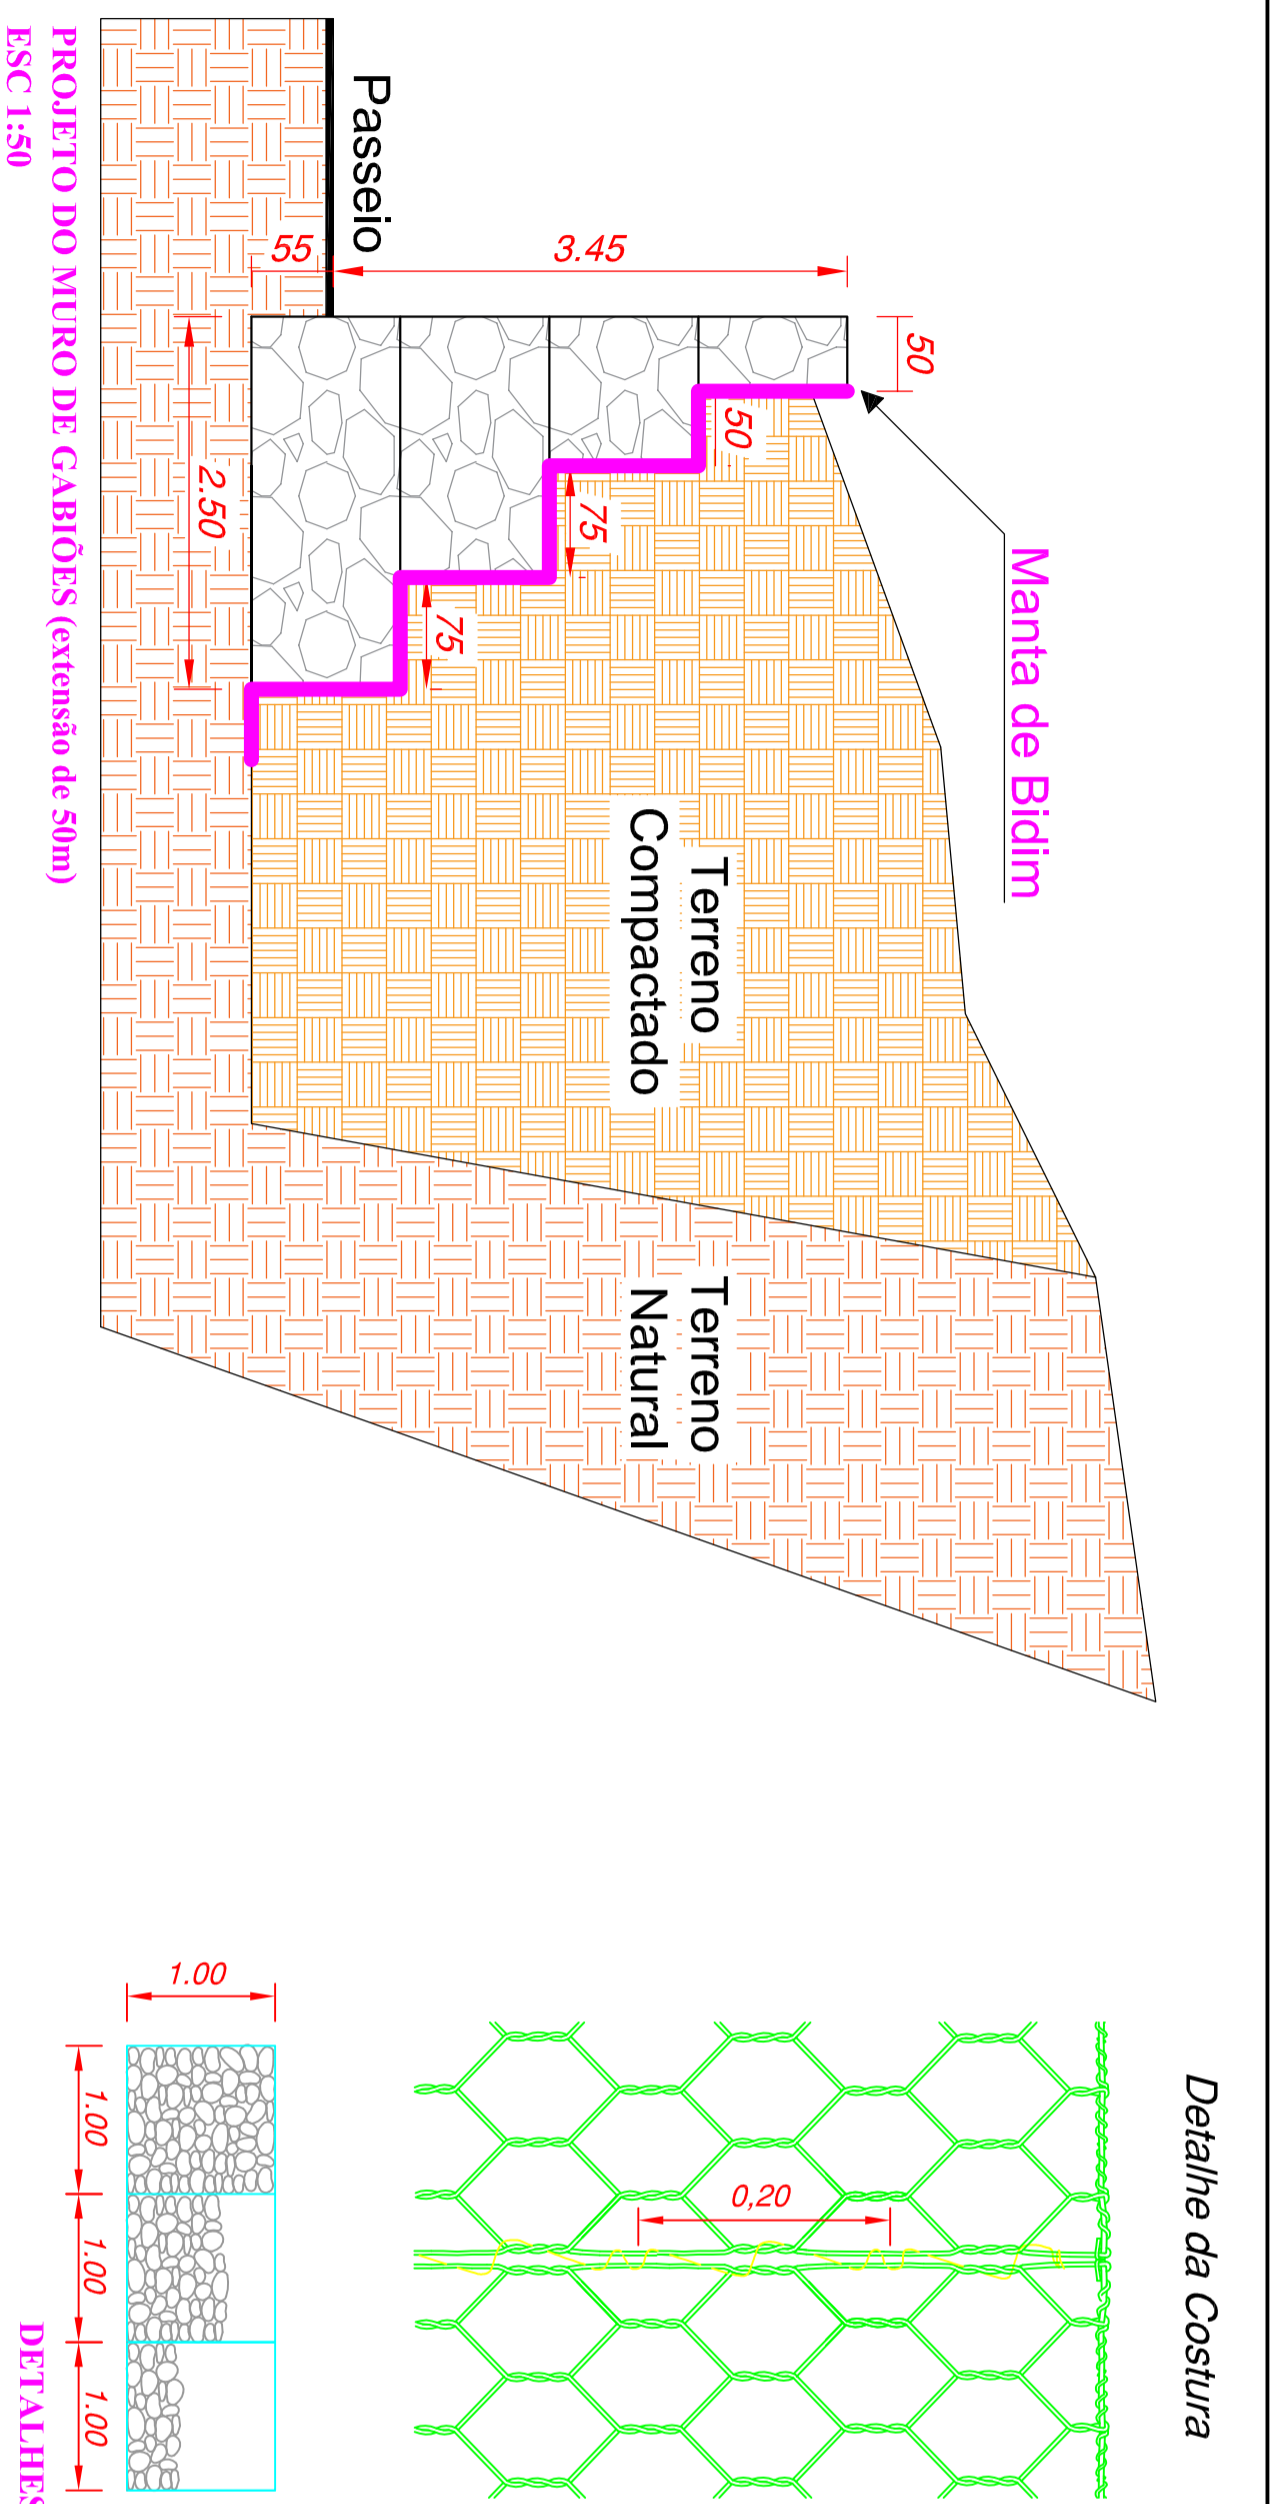 Manta de Bidim
50
3.45
55
Passeio
50
75
75
2.50
Terreno
Compactado
Terreno
Natural
PROJETO DO MURO DE GABIÕES (extensão de 50m)
ESC 1:50
Detalhe da Costura
0,20
1.00
1.00
1.00
1.00
DETALHES